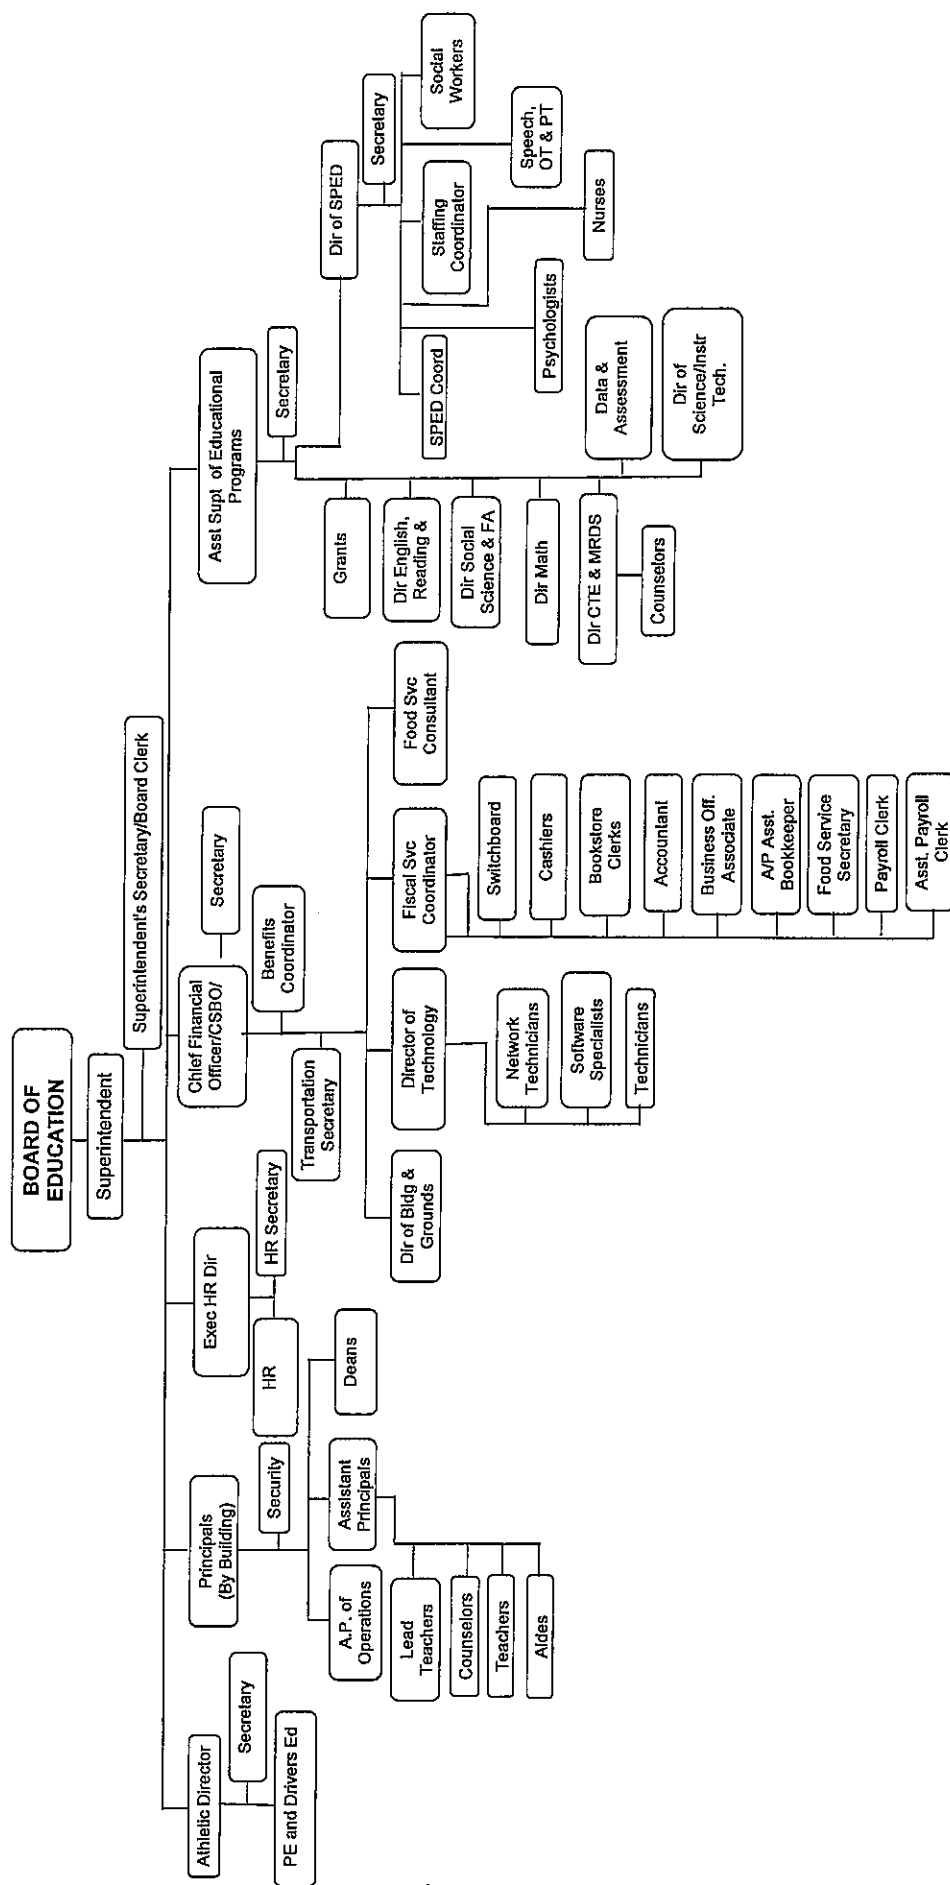 BOARD OF
EDUCATION
Superintendent
Superintendent's Secretary/Board Clerk
Athletic Director
Secretary
PE and Drivers Ed
Principals
(By Building)
Security
A.P. of
Operations
Assistant
Principals
Deans
Lead
Teachers
Counselors
Teachers
Aides
Exec HR Dir
HR
HR Secretary
Chief Financial
Officer/CSBO/
Secretary
Benefits
Coordinator
Transportation
Secretary
Dir of Bldg &
Grounds
Director of
Technology
Network
Technicians
Software
Specialists
Technicians
Fiscal Svc
Coordinator
Switchboard
Cashiers
Bookstore
Clerks
Accountant
Business Off.
Associate
A/P Asst.
Bookkeeper
Food Service
Secretary
Payroll Clerk
Asst. Payroll
Clerk
Food Svc
Consultant
Asst Supt of Educational
Programs
Secretary
Grants
Dir English,
Reading &
Dir Social
Science & FA
Dir Math
Dir CTE & MRDS
Counselors
Data &
Assessment
Dir of
Science/Instr
Tech.
Dir of SPED
Secretary
SPED Coord
Psychologists
Nurses
Staffing
Coordinator
Speech,
OT & PT
Social
Workers